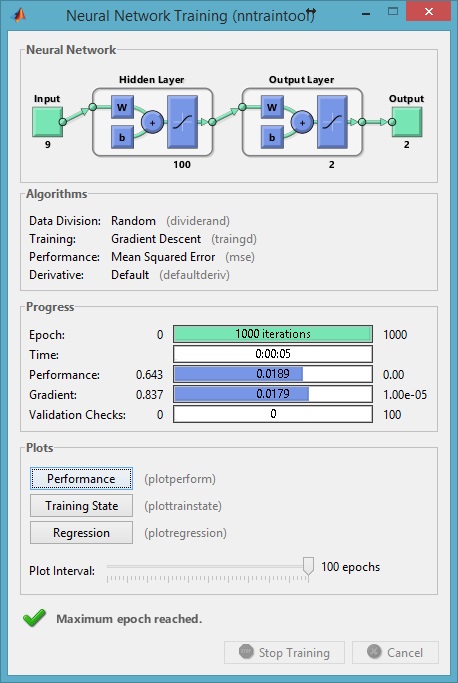 Neural Network Training (nntraintool)
Neural Network
Hidden Layer Output Layer
Input Output
W W
+ +
b b
9 100 2 2
Algorithms
Data Division: Random (dividerand)
Training: Gradient Descent (traingd)
Performance: Mean Squared Error (mse)
Derivative: Default (defaultderiv)
Progress
Epoch: 0 1000 iterations 1000
Time: 0:00:05
Performance: 0.643 0.0189 0.00
Gradient: 0.837 0.0179 1.00e-05
Validation Checks: 0 0 100
Plots
Performance (plotperform)
Training State (plottrainstate)
Regression (plotregression)
Plot Interval: 100 epochs
Maximum epoch reached.
Stop Training Cancel